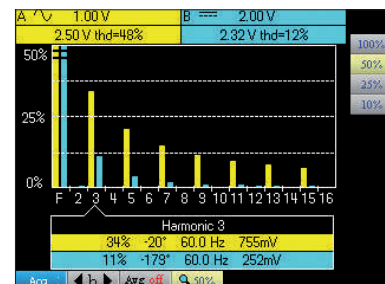 A 1.00 V B 2.00 V
2.50 V thd=48% 2.32 V thd=12%
100%
50%
50%
25%
10%
25%
0%
F 2 3 4 5 6 7 8 9 10 11 12 13 14 15 16
Harmonic 3
34% -20° 60.0 Hz 755mV
11% -179° 60.0 Hz 252mV
Acq h Avg off 50%